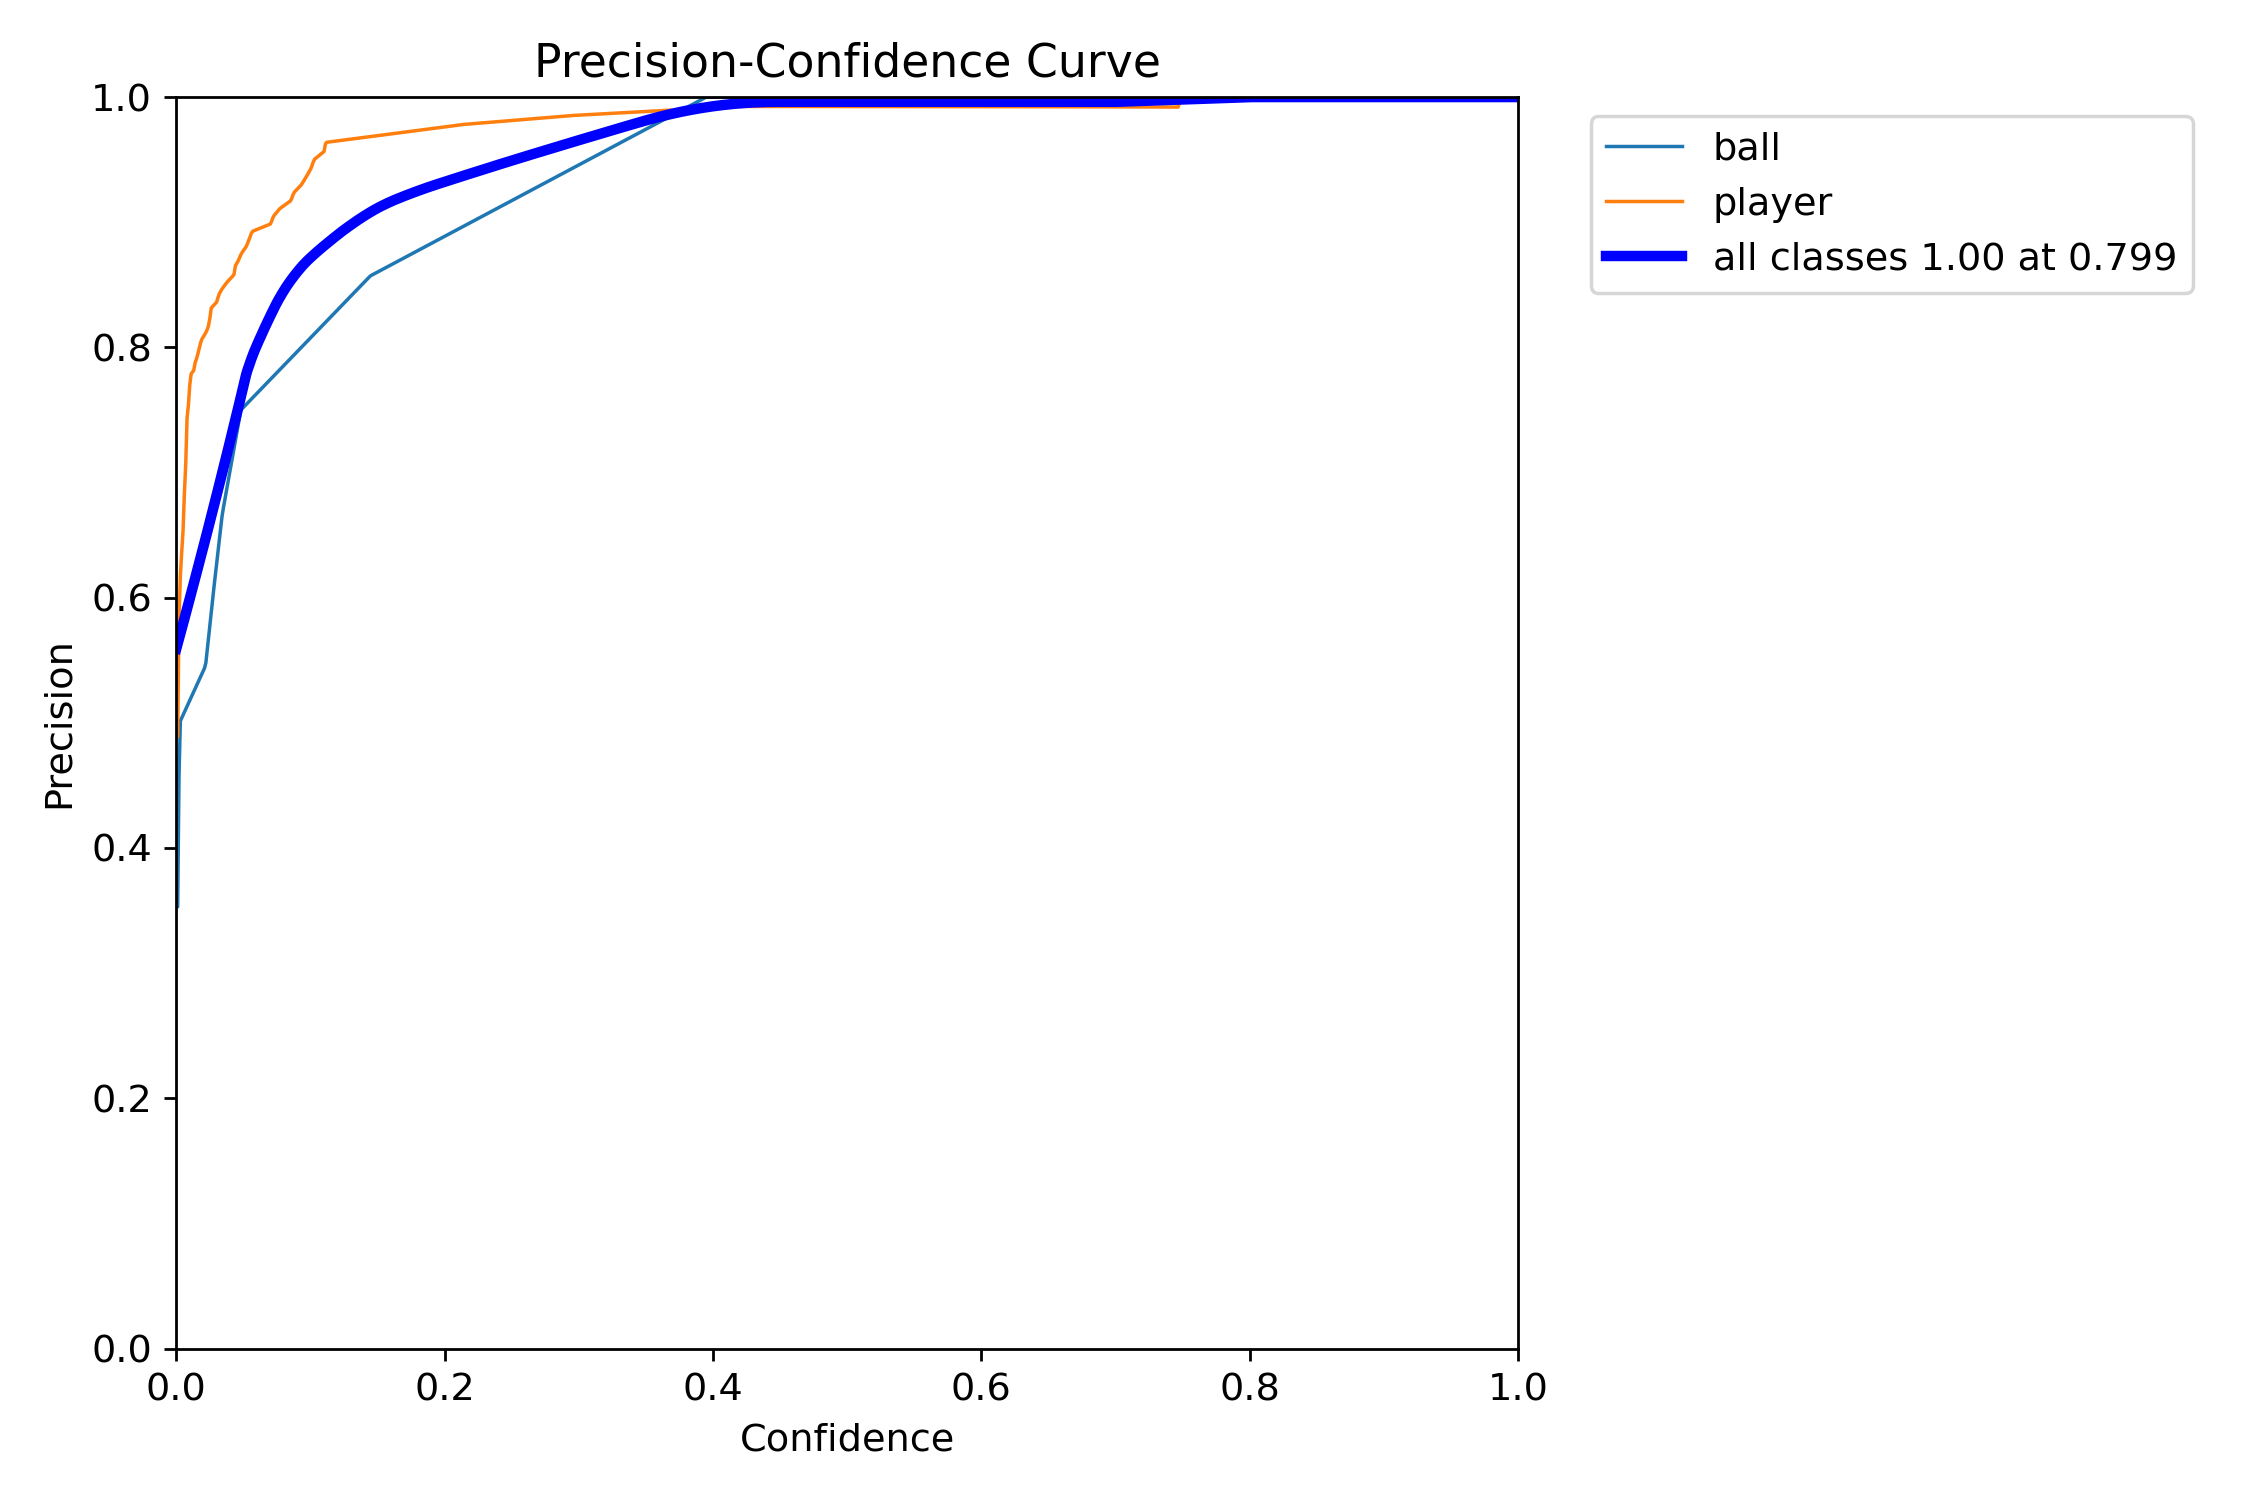 Precision-Confidence Curve
1.0
0.8
0.6
0.4
0.2
0.0
Precision
0.0 0.2 0.4 0.6 0.8 1.0
Confidence
ball
player
all classes 1.00 at 0.799